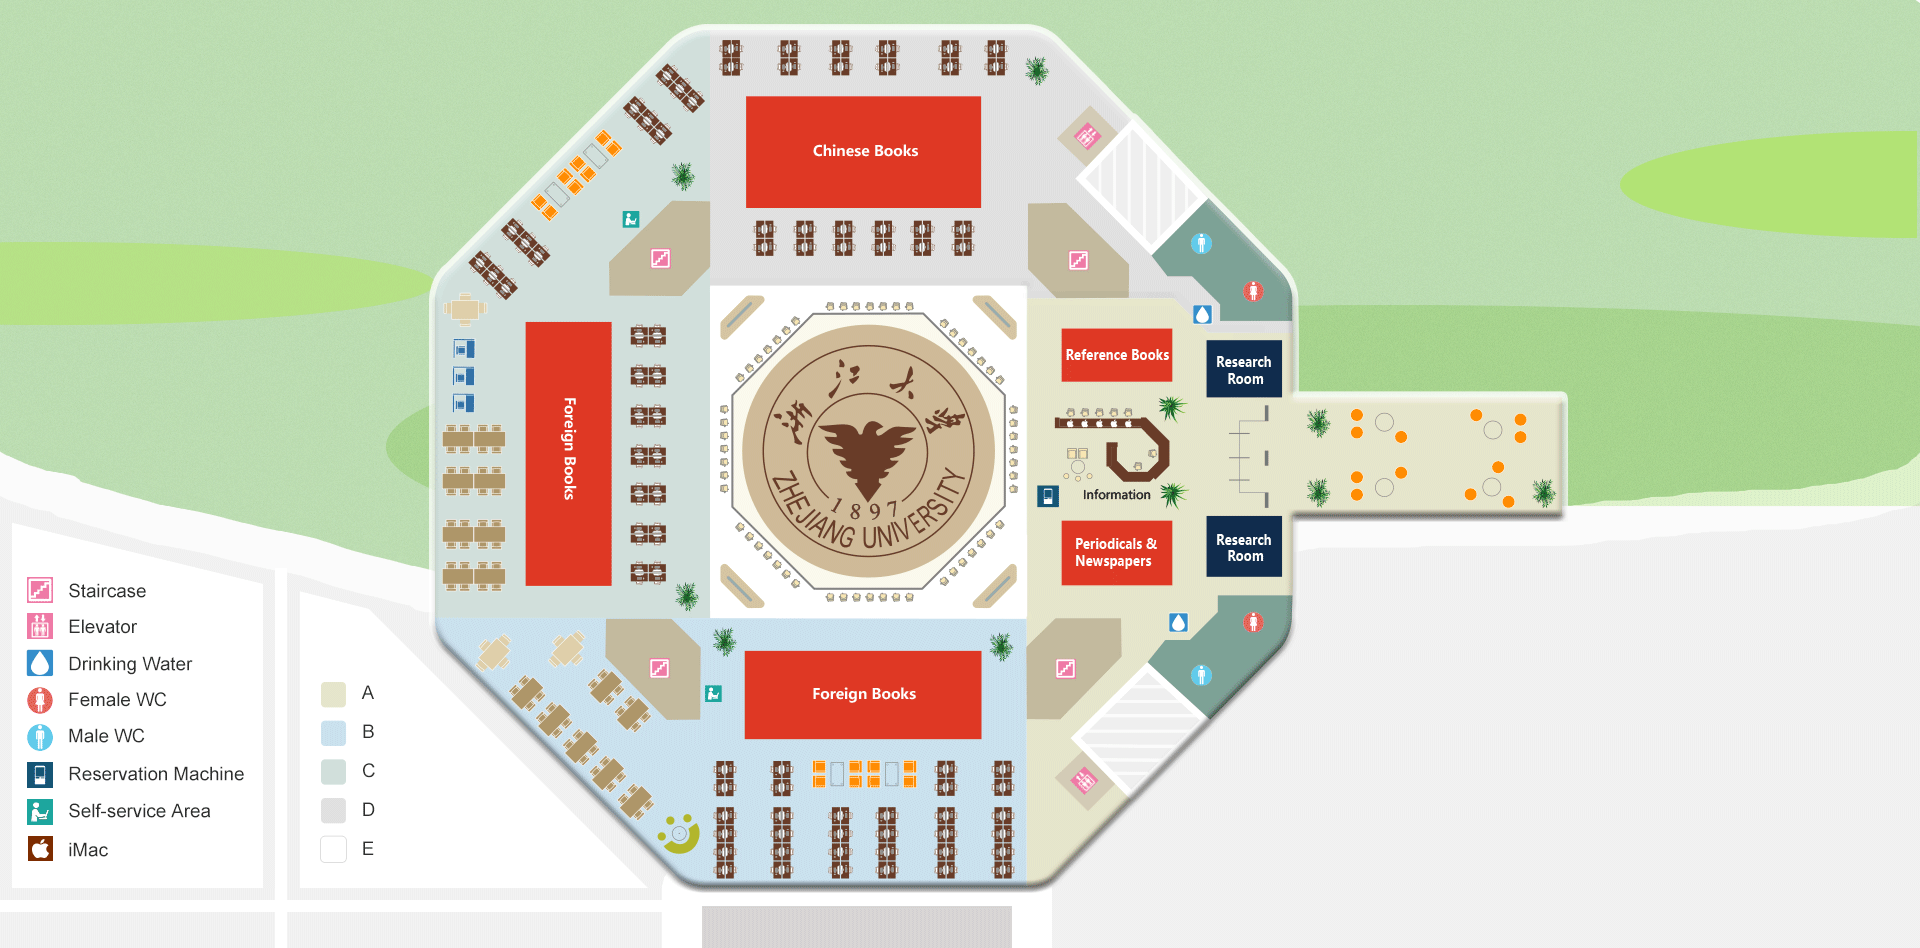 Chinese Books
Reference Books
Research
Room
Foreign Books
浙江大學
1897
ZHEJIANG UNIVERSITY
Information
Periodicals &
Newspapers
Research
Room
Foreign Books
Staircase
Elevator
Drinking Water
Female WC
Male WC
Reservation Machine
Self-service Area
iMac
A
B
C
D
E